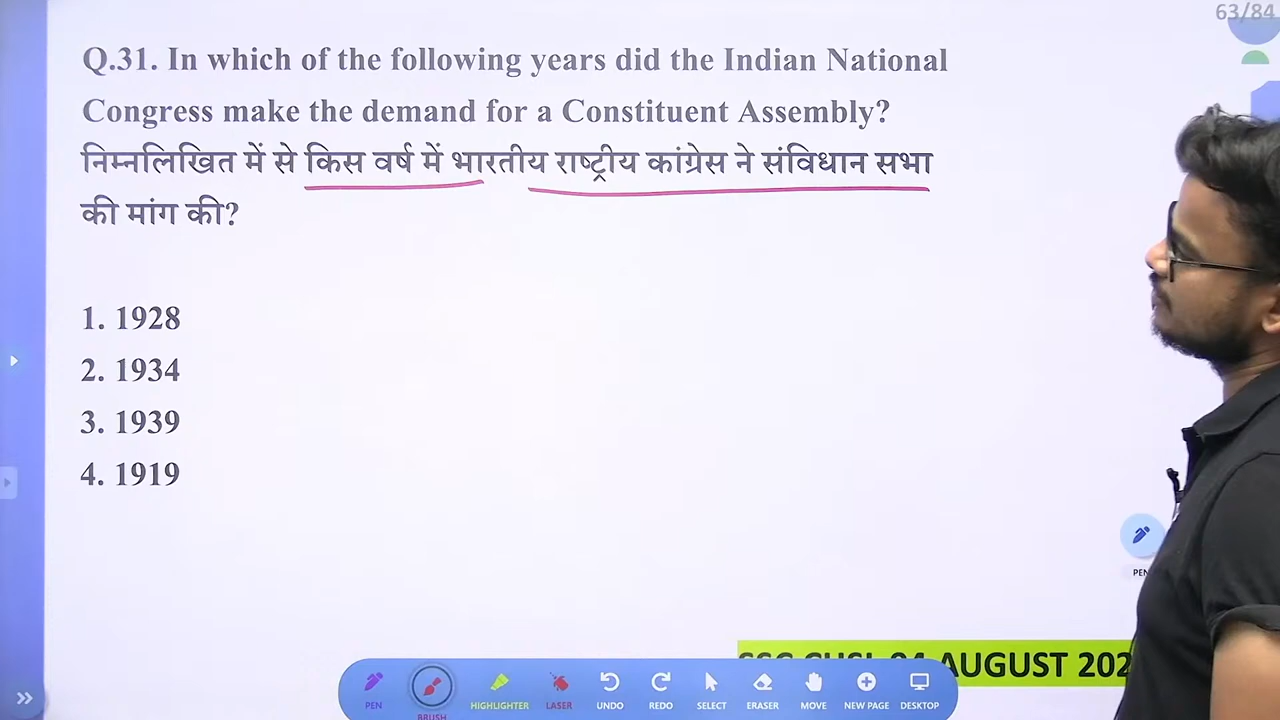 63/84
Q.31. In which of the following years did the Indian National
Congress make the demand for a Constituent Assembly?
निम्नलिखित में से किस वर्ष में भारतीय राष्ट्रीय कांग्रेस ने संविधान सभा
की मांग की?
1. 1928
2. 1934
3. 1939
4. 1919
PEN
AUGUST 202
PEN BRUSH HIGHLIGHTER LASER UNDO REDO SELECT ERASER MOVE NEW PAGE DESKTOP